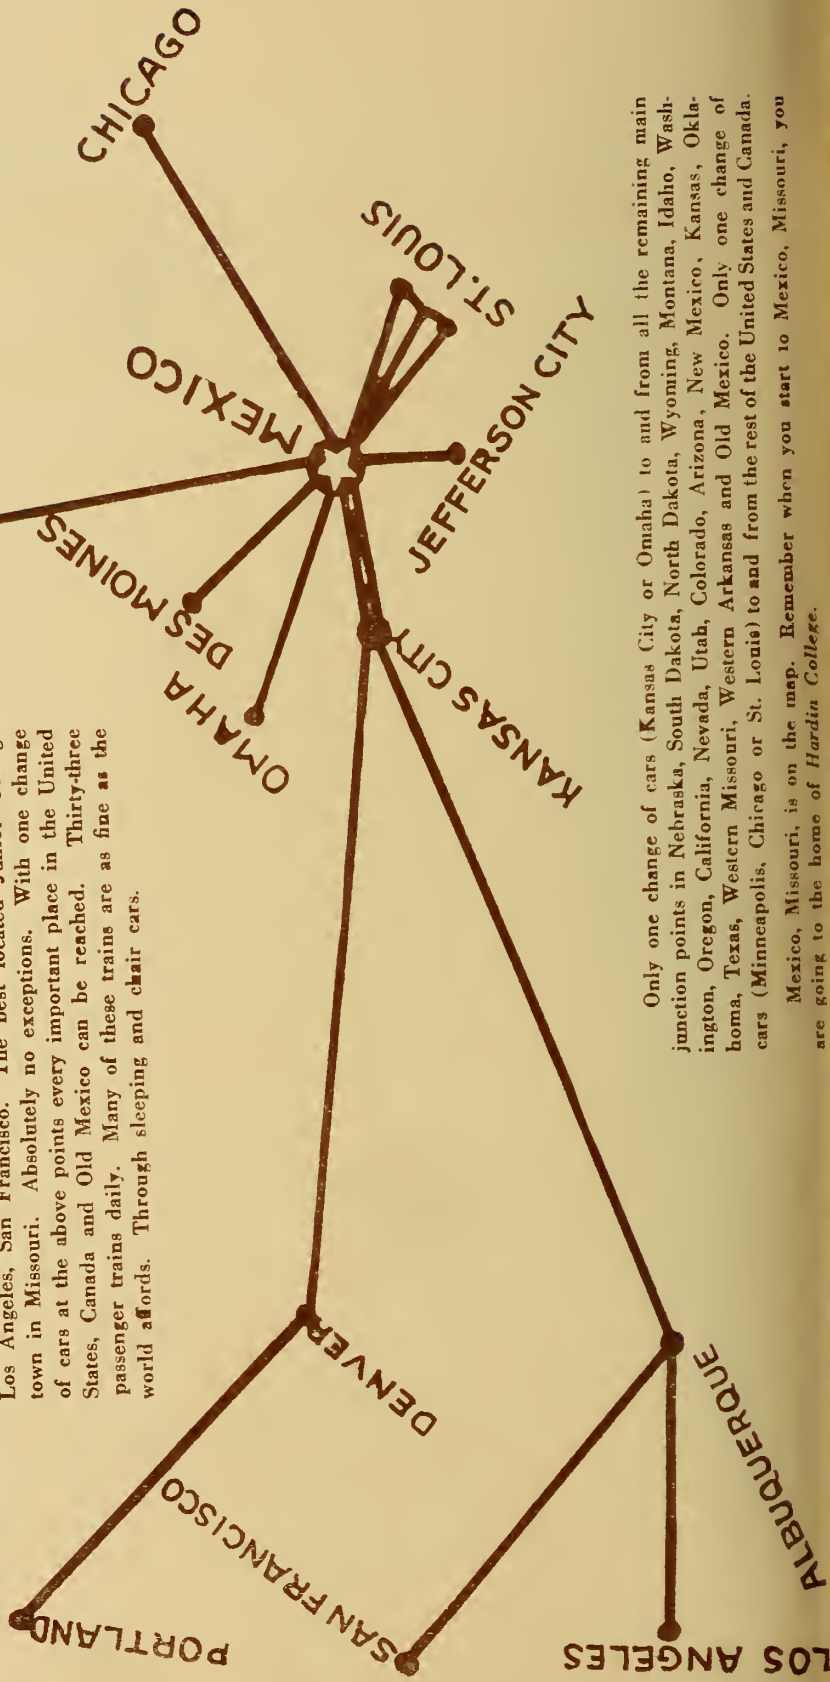 Los Angeles, San Francisco. The best located
town in Missouri. Absolutely no exceptions. With one change
of cars at the above points every important place in the United
States, Canada and Old Mexico can be reached. Thirty-three
passenger trains daily. Many of these trains are as fine as the
world affords. Through sleeping and chair cars.
CHICAGO
ST. LOUIS
MEXICO
JEFFERSON CITY
DES MOINES
OMAHA
KANSAS CITY
DENVER
PORTLAND
SAN FRANCISCO
LOS ANGELES
ALBUQUERQUE
Only one change of cars (Kansas City or Omaha) to and from all the remaining main
junction points in Nebraska, South Dakota, North Dakota, Wyoming, Montana, Idaho, Wash-
ington, Oregon, California, Nevada, Utah, Colorado, Arizona, New Mexico, Kansas, Okla-
homa, Texas, Western Missouri, Western Arkansas and Old Mexico. Only one change of
cars (Minneapolis, Chicago or St. Louis) to and from the rest of the United States and Canada.
Mexico, Missouri, is on the map. Remember when you start to Mexico, Missouri, you
are going to the home of Hardin College.